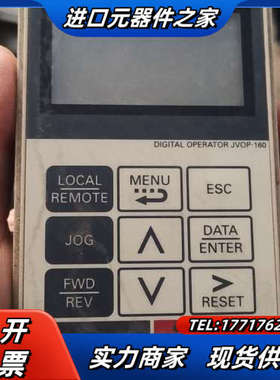 进口元器件之家
DIGITAL OPERATOR JVOP-160
LOCAL
REMOTE
MENU
ESC
JOG
∧
DATA
ENTER
FWD
REV
∨
>
RESET
开票
TEL:1771762
实力商家 现货供